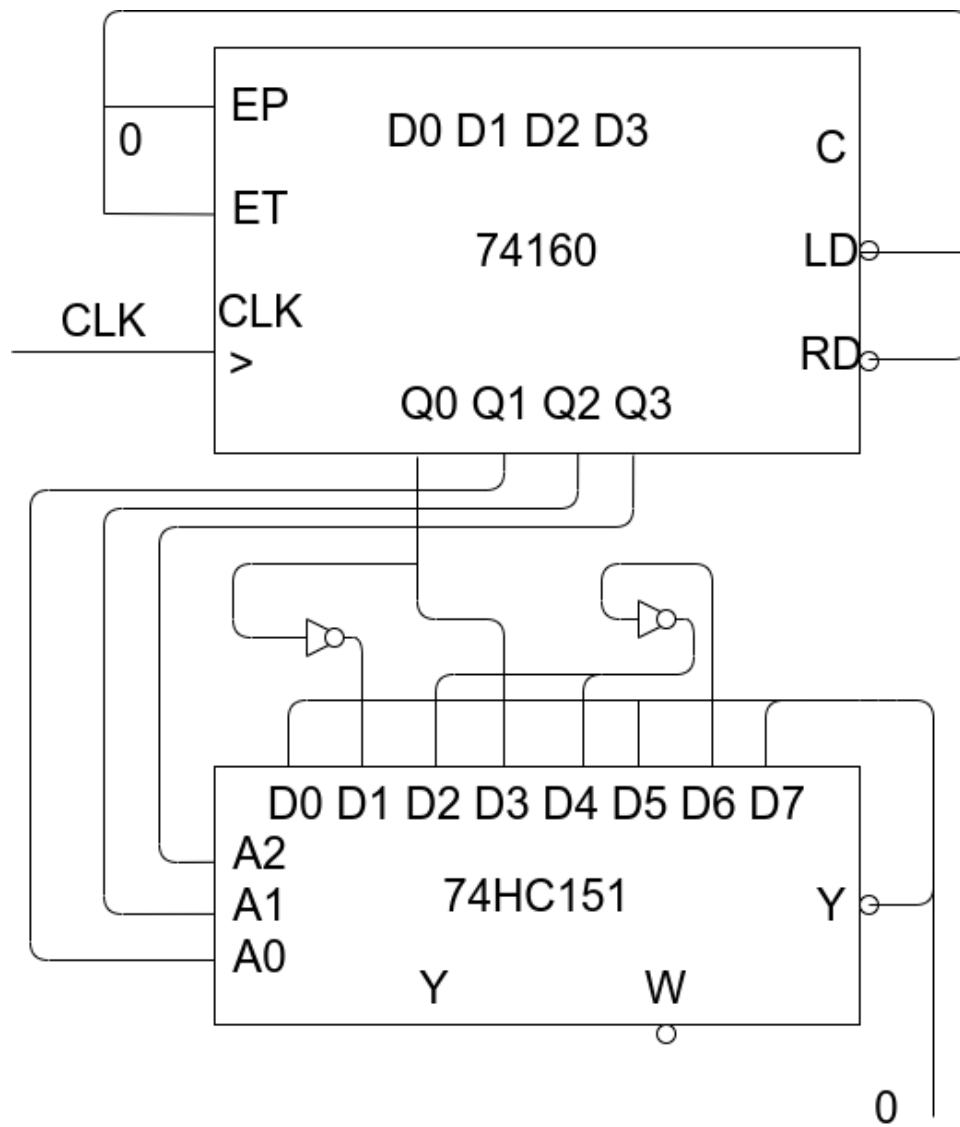 EP
D0 D1 D2 D3
C
0
ET
74160
LD
CLK
CLK
>
RD
Q0 Q1 Q2 Q3
D0 D1 D2 D3 D4 D5 D6 D7
A2
74HC151
A1
Y
A0
Y
W
0